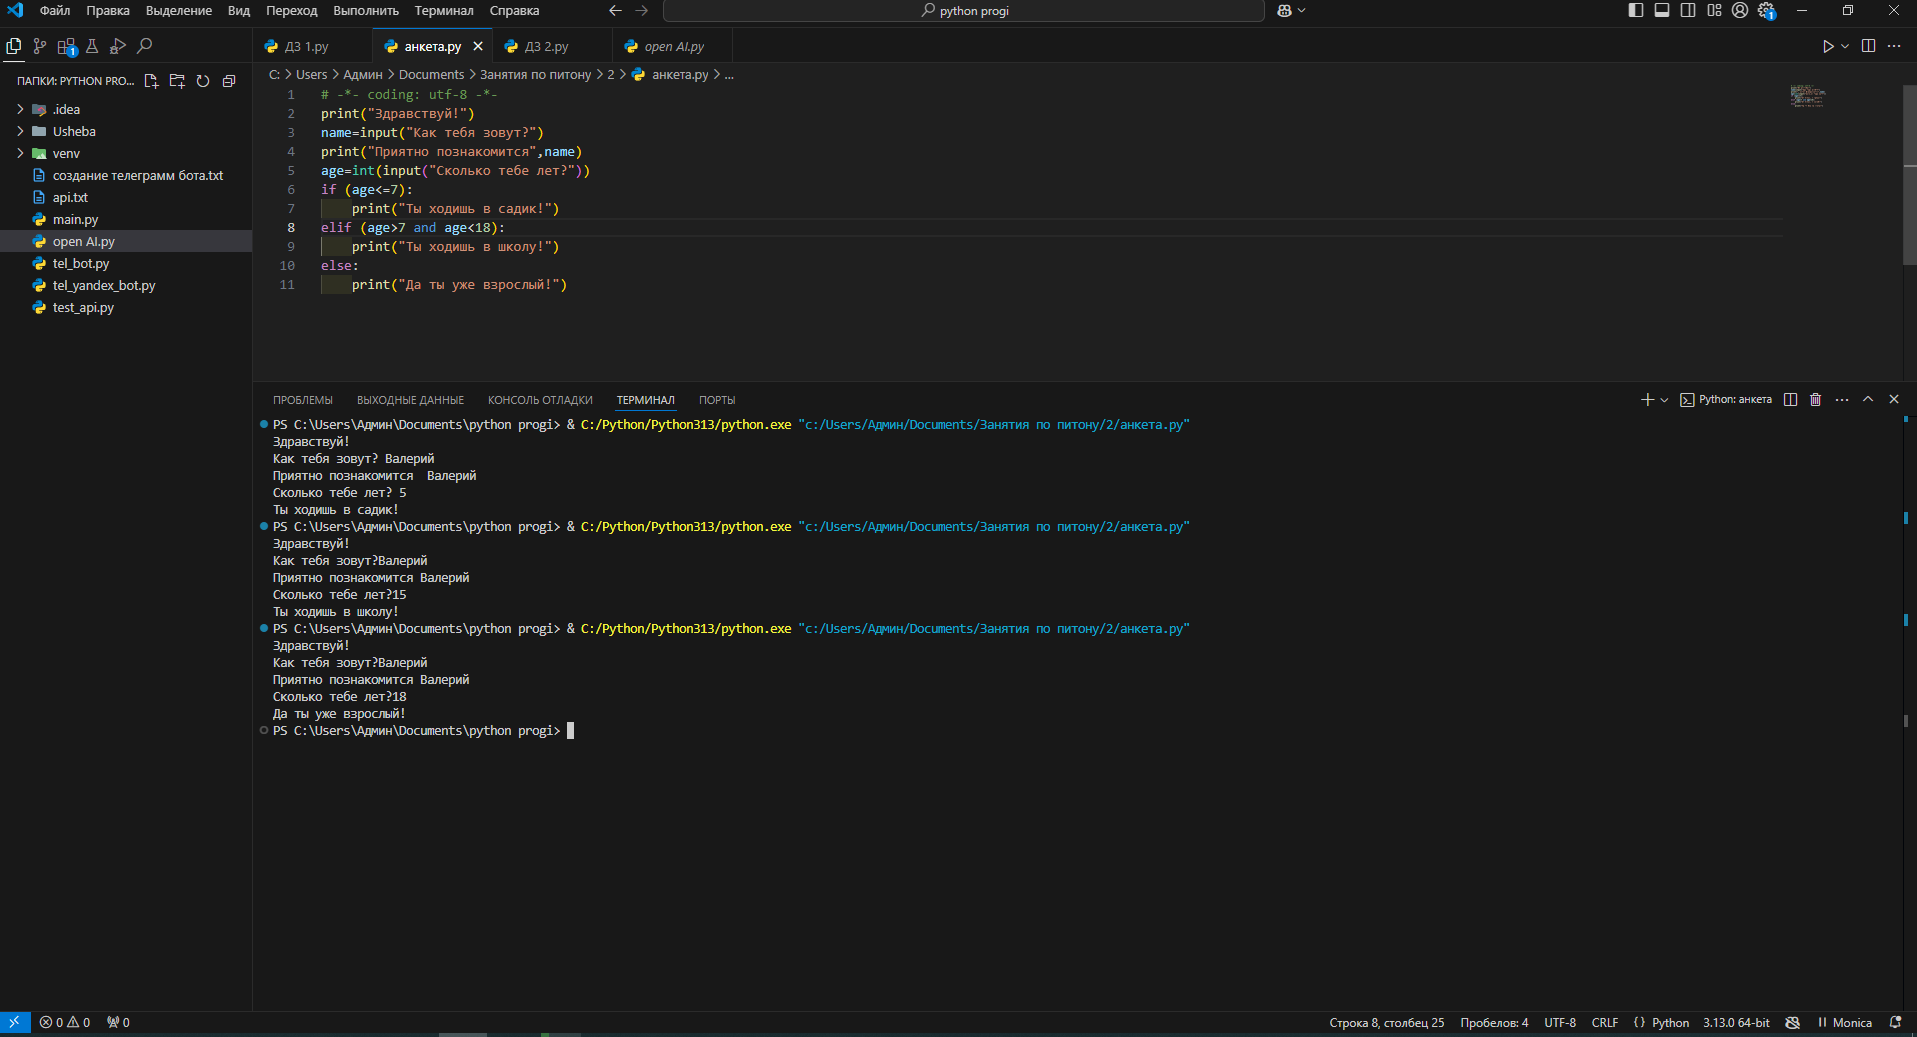 Файл Правка Выделение Вид Переход Выполнить Терминал Справка
python progi
1
1
ДЗ 1.py
анкета.py
ДЗ 2.py
open AI.py
ПАПКИ: PYTHON PRO...
C: > Users > Админ > Documents > Занятия по питону > 2 > анкета.py > ...
.idea
Usheba
venv
создание телеграмм бота.txt
api.txt
main.py
open AI.py
tel_bot.py
tel_yandex_bot.py
test_api.py
1 # -*- coding: utf-8 -*-
2 print("Здравствуй!")
3 name=input("Как тебя зовут?")
4 print("Приятно познакомится",name)
5 age=int(input("Сколько тебе лет?"))
6 if (age<=7):
7 print("Ты ходишь в садик!")
8 elif (age>7 and age<18):
9 print("Ты ходишь в школу!")
10 else:
11 print("Да ты уже взрослый!")
ПРОБЛЕМЫ ВЫХОДНЫЕ ДАННЫЕ КОНСОЛЬ ОТЛАДКИ ТЕРМИНАЛ ПОРТЫ
Python: анкета
PS C:\Users\Админ\Documents\python progi> & C:/Python/Python313/python.exe "c:/Users/Админ/Documents/Занятия по питону/2/анкета.py"
Здравствуй!
Как тебя зовут? Валерий
Приятно познакомится  Валерий
Сколько тебе лет? 5
Ты ходишь в садик!
PS C:\Users\Админ\Documents\python progi> & C:/Python/Python313/python.exe "c:/Users/Админ/Documents/Занятия по питону/2/анкета.py"
Здравствуй!
Как тебя зовут?Валерий
Приятно познакомится Валерий
Сколько тебе лет?15
Ты ходишь в школу!
PS C:\Users\Админ\Documents\python progi> & C:/Python/Python313/python.exe "c:/Users/Админ/Documents/Занятия по питону/2/анкета.py"
Здравствуй!
Как тебя зовут?Валерий
Приятно познакомится Валерий
Сколько тебе лет?18
Да ты уже взрослый!
PS C:\Users\Админ\Documents\python progi>
0 0 0
Строка 8, столбец 25 Пробелов: 4 UTF-8 CRLF {} Python 3.13.0 64-bit Monica